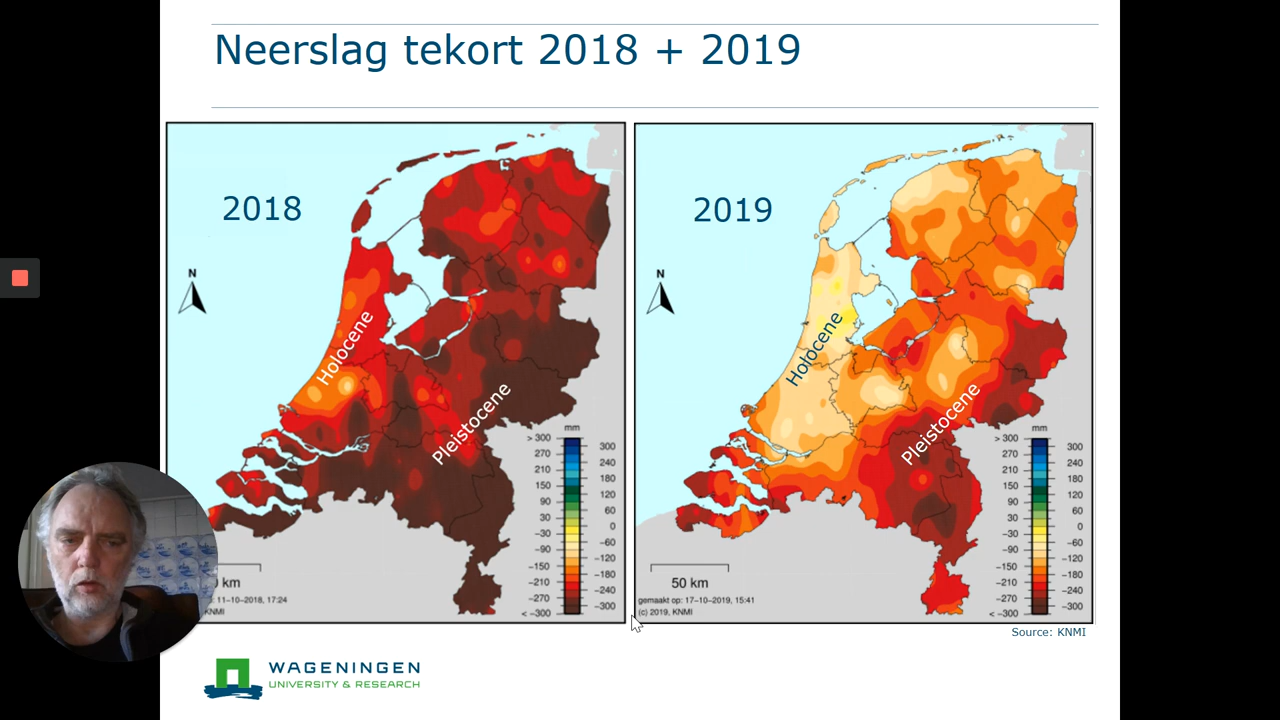 Neerslag tekort 2018 + 2019
2018
N
Holocene
Pleistocene
mm
> 300
270
210
150
90
30
−30
−90
−150
−210
−270
< −300
300
240
180
120
60
0
−60
−120
−180
−240
−300
km
11-10-2018, 17:24
KNMI
2019
N
Holocene
Pleistocene
mm
> 300
270
210
150
90
30
−30
−90
−150
−210
−270
< −300
300
240
180
120
60
0
−60
−120
−180
−240
−300
50 km
gemaakt op: 17-10-2019, 15:41
(c) 2019, KNMI
Source: KNMI
WAGENINGEN
UNIVERSITY & RESEARCH